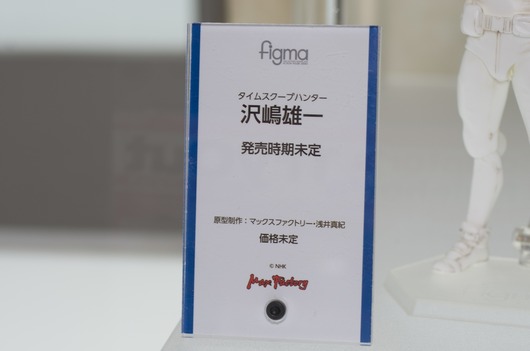 figma
タイムスクープハンター
沢嶋雄一
発売時期未定
原型制作：マックスファクトリー・浅井真紀
価格未定
© NHK
Max Factory